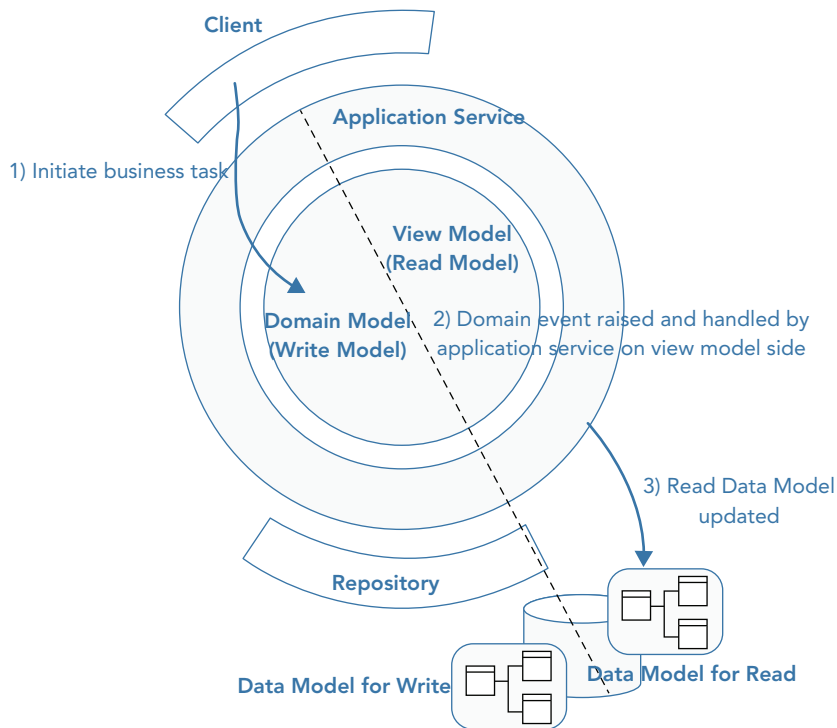 Client
Application Service
1) Initiate business task
View Model
(Read Model)
Domain Model
(Write Model)
2) Domain event raised and handled by
application service on view model side
3) Read Data Model
updated
Repository
Data Model for Read
Data Model for Write